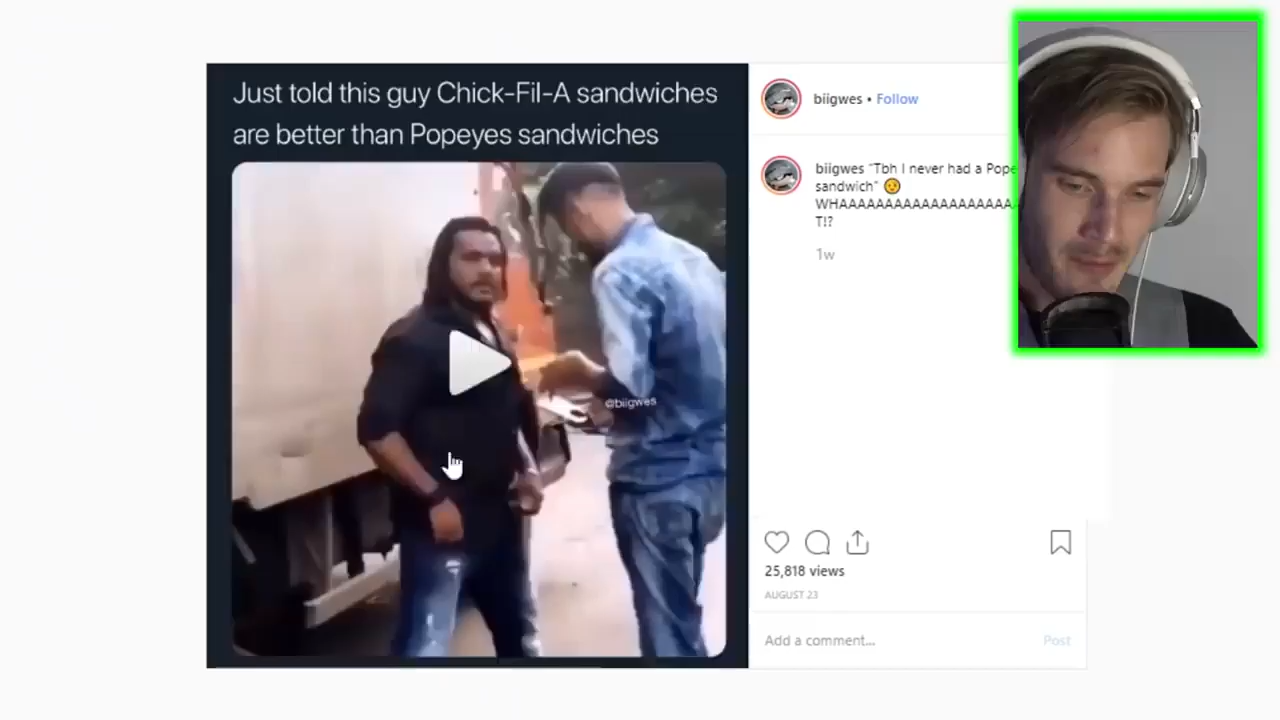 Just told this guy Chick-Fil-A sandwiches
are better than Popeyes sandwiches
@biigwes
biigwes • Follow
biigwes "Tbh I never had a Pope
sandwich" 😟
WHAAAAAAAAAAAAAAAAAAA
T!?
1w
25,818 views
AUGUST 23
Add a comment...
Post